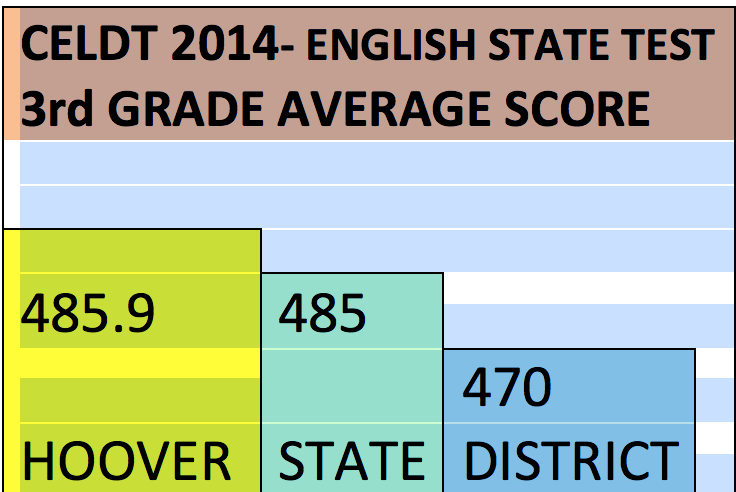 CELDT 2014- ENGLISH STATE TEST
3rd GRADE AVERAGE SCORE
485.9
485
470
HOOVER
STATE
DISTRICT